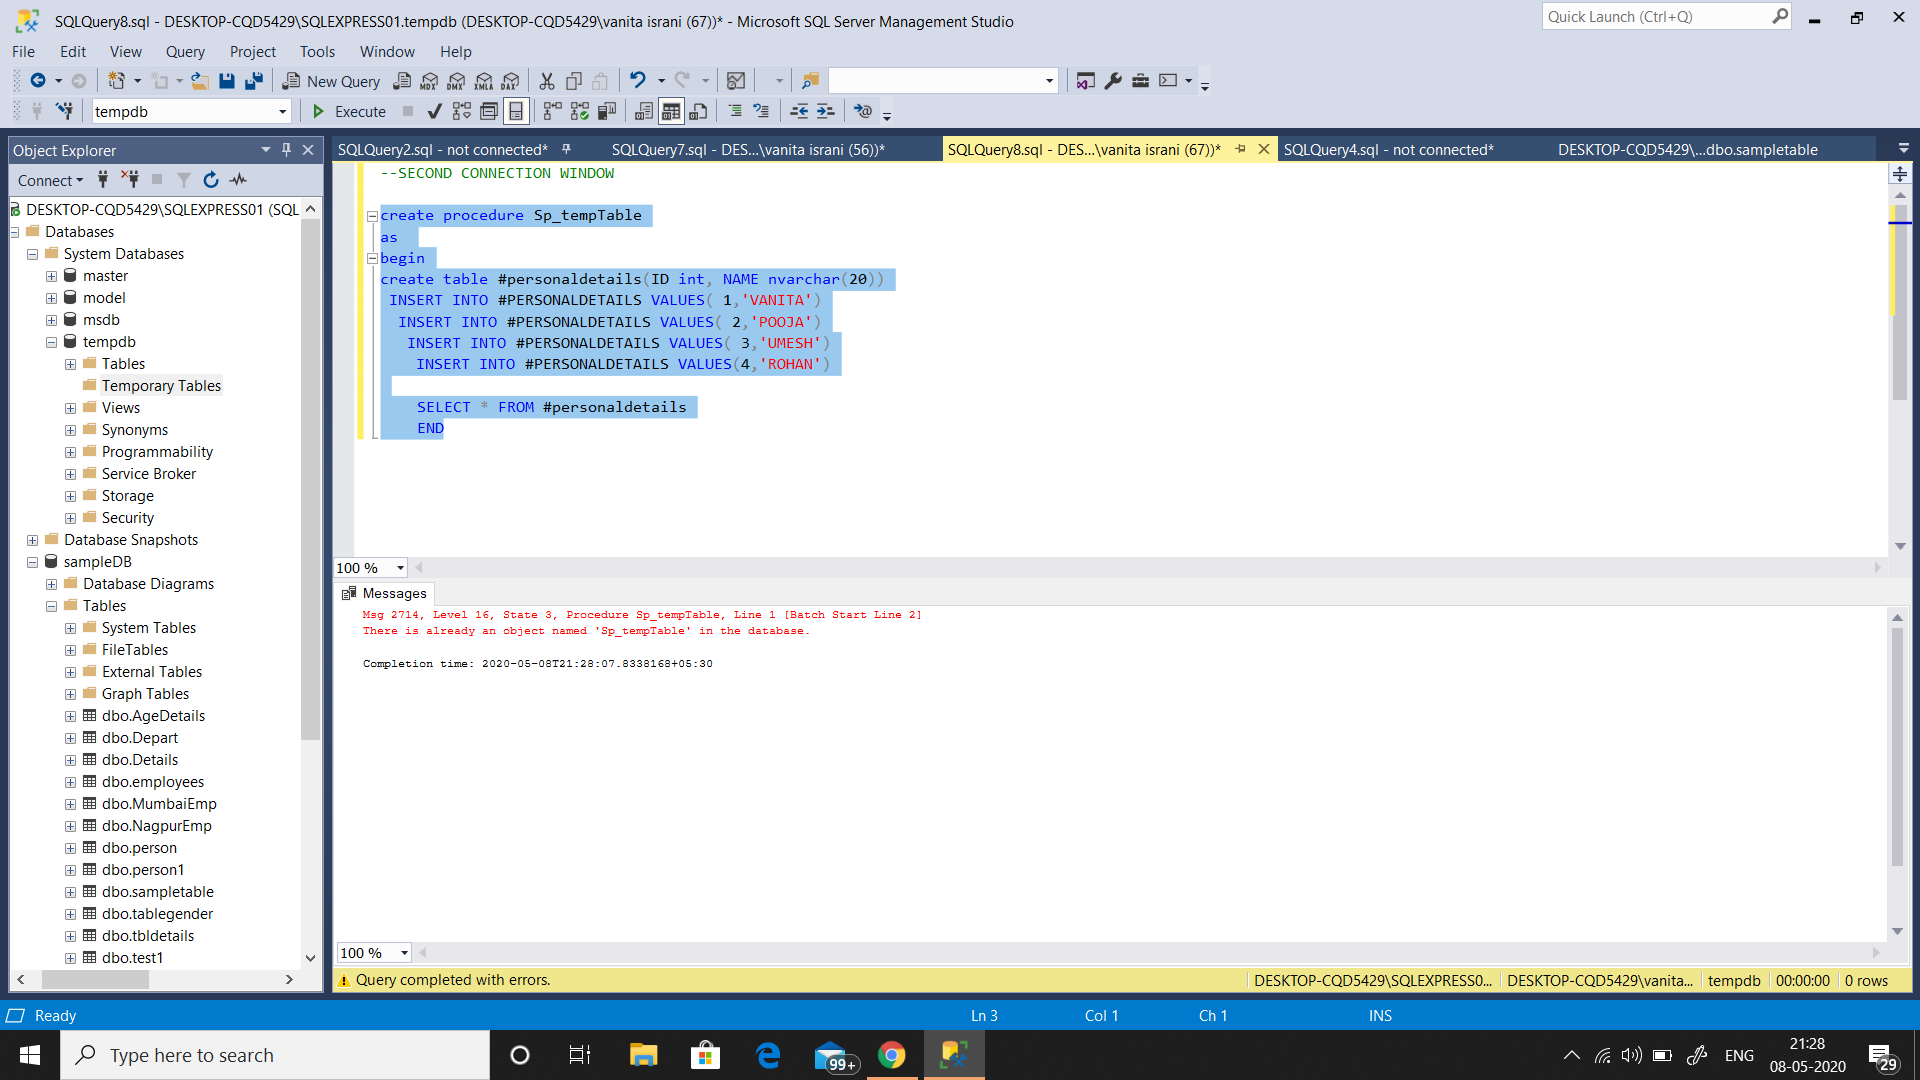 SQLQuery8.sql - DESKTOP-CQD5429\SQLEXPRESS01.tempdb (DESKTOP-CQD5429\vanita israni (67))* - Microsoft SQL Server Management Studio
Quick Launch (Ctrl+Q)
File Edit View Query Project Tools Window Help
New Query MDX DMX XMLA DAX
tempdb Execute
Object Explorer
SQLQuery2.sql - not connected* SQLQuery7.sql - DES...\vanita israni (56))* SQLQuery8.sql - DES...\vanita israni (67))* SQLQuery4.sql - not connected* DESKTOP-CQD5429\...dbo.sampletable
Connect
DESKTOP-CQD5429\SQLEXPRESS01 (SQL
Databases
System Databases
master
model
msdb
tempdb
Tables
Temporary Tables
Views
Synonyms
Programmability
Service Broker
Storage
Security
Database Snapshots
sampleDB
Database Diagrams
Tables
System Tables
FileTables
External Tables
Graph Tables
dbo.AgeDetails
dbo.Depart
dbo.Details
dbo.employees
dbo.MumbaiEmp
dbo.NagpurEmp
dbo.person
dbo.person1
dbo.sampletable
dbo.tablegender
dbo.tbldetails
dbo.test1
--SECOND CONNECTION WINDOW
create procedure Sp_tempTable
as
begin
create table #personaldetails(ID int, NAME nvarchar(20))
INSERT INTO #PERSONALDETAILS VALUES( 1,'VANITA')
INSERT INTO #PERSONALDETAILS VALUES( 2,'POOJA')
INSERT INTO #PERSONALDETAILS VALUES( 3,'UMESH')
INSERT INTO #PERSONALDETAILS VALUES(4,'ROHAN')
SELECT * FROM #personaldetails
END
100 %
Messages
Msg 2714, Level 16, State 3, Procedure Sp_tempTable, Line 1 [Batch Start Line 2]
There is already an object named 'Sp_tempTable' in the database.
Completion time: 2020-05-08T21:28:07.8338168+05:30
100 %
Query completed with errors. DESKTOP-CQD5429\SQLEXPRESS0... DESKTOP-CQD5429\vanita... tempdb 00:00:00 0 rows
Ready Ln 3 Col 1 Ch 1 INS
Type here to search 99+ ENG 21:28
08-05-2020 29